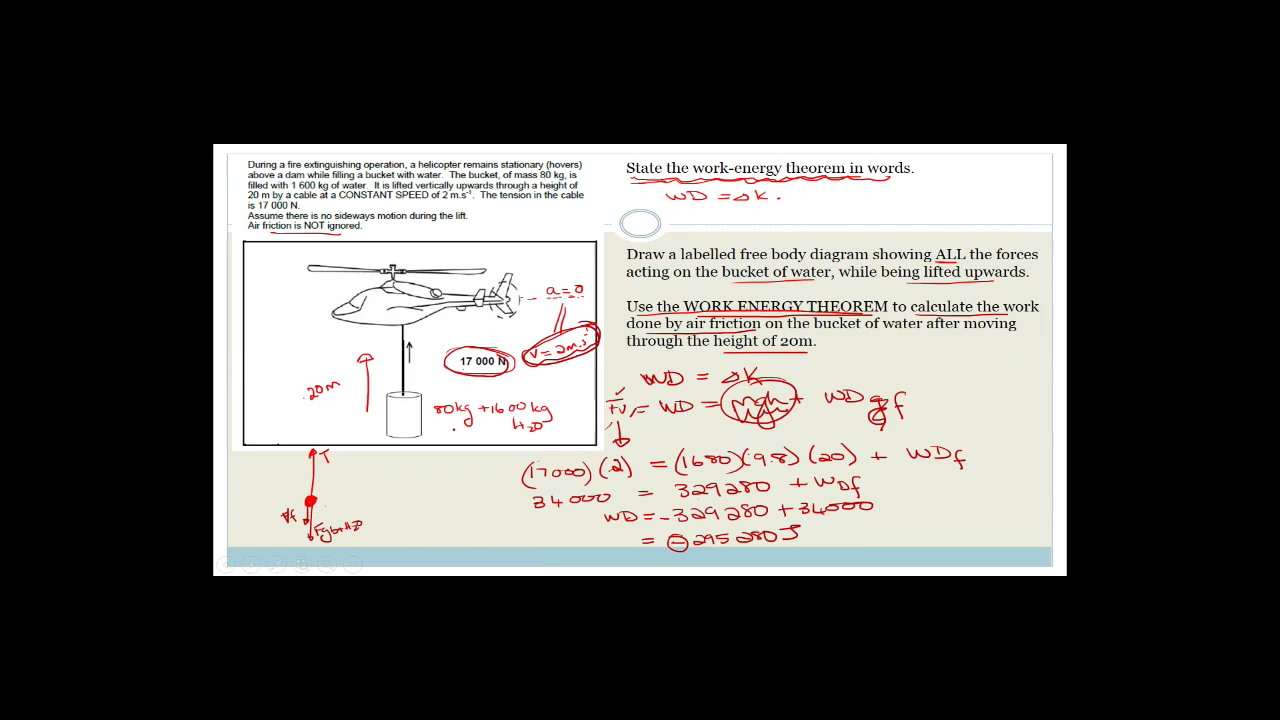 During a fire extinguishing operation, a helicopter remains stationary (hovers)
above a dam while filling a bucket with water. The bucket, of mass 80 kg, is
filled with 1 600 kg of water. It is lifted vertically upwards through a height of
20 m by a cable at a CONSTANT SPEED of 2 m.s⁻¹. The tension in the cable
is 17 000 N.
Assume there is no sideways motion during the lift.
Air friction is NOT ignored.
a=0
v = 2m.s⁻¹
17 000 N
20m
80kg +1600kg
H₂O
T
Ff
Fgb+H₂O
State the work-energy theorem in words.
WD = ΔK.
Draw a labelled free body diagram showing ALL the forces
acting on the bucket of water, while being lifted upwards.
Use the WORK ENERGY THEOREM to calculate the work
done by air friction on the bucket of water after moving
through the height of 20m.
WD = ΔK
= WD = mgh + WD f
(17000)(2) = (1680)(9.8)(20) + WDf
34000 = 329280 + WDf
WD = -329280 + 34000
= -295280J